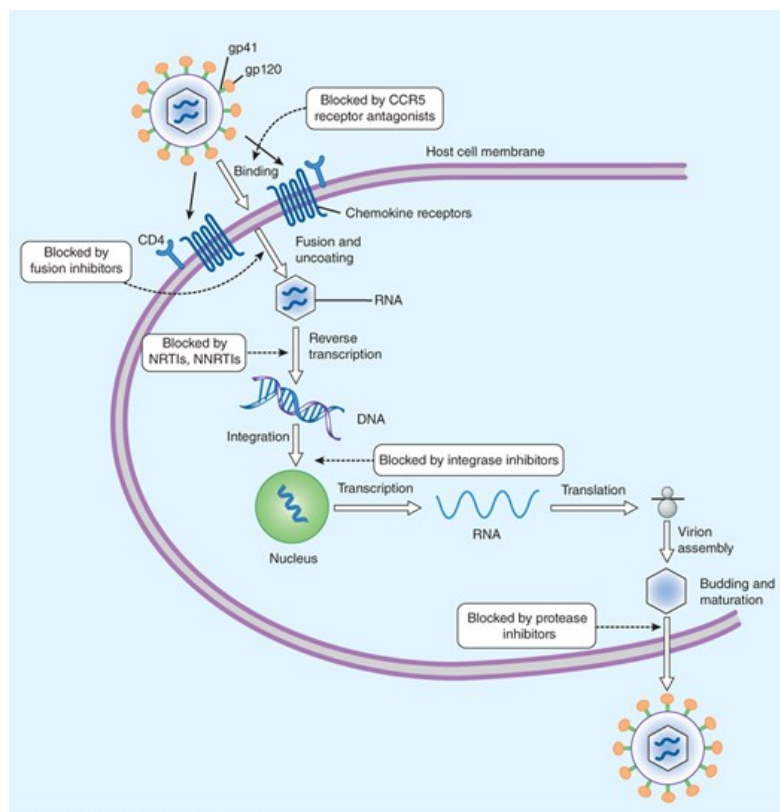 gp41
gp120
Blocked by CCR5
receptor antagonists
Binding
Host cell membrane
Chemokine receptors
CD4
Fusion and
uncoating
Blocked by
fusion inhibitors
RNA
Blocked by
NRTIs, NNRTIs
Reverse
transcription
DNA
Integration
Blocked by integrase inhibitors
Transcription
Translation
RNA
Nucleus
Virion
assembly
Budding and
maturation
Blocked by protease
inhibitors